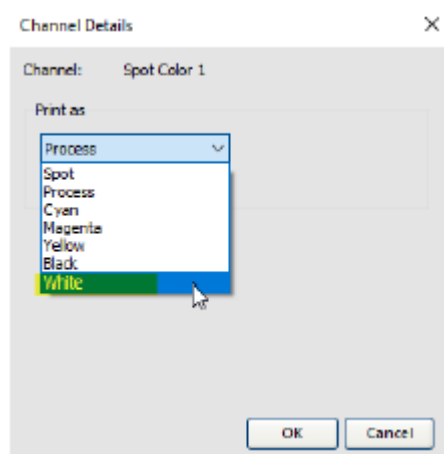 Channel Details
Channel: Spot Color 1
Print as
Process
Spot
Process
Cyan
Magenta
Yellow
Black
White
OK Cancel